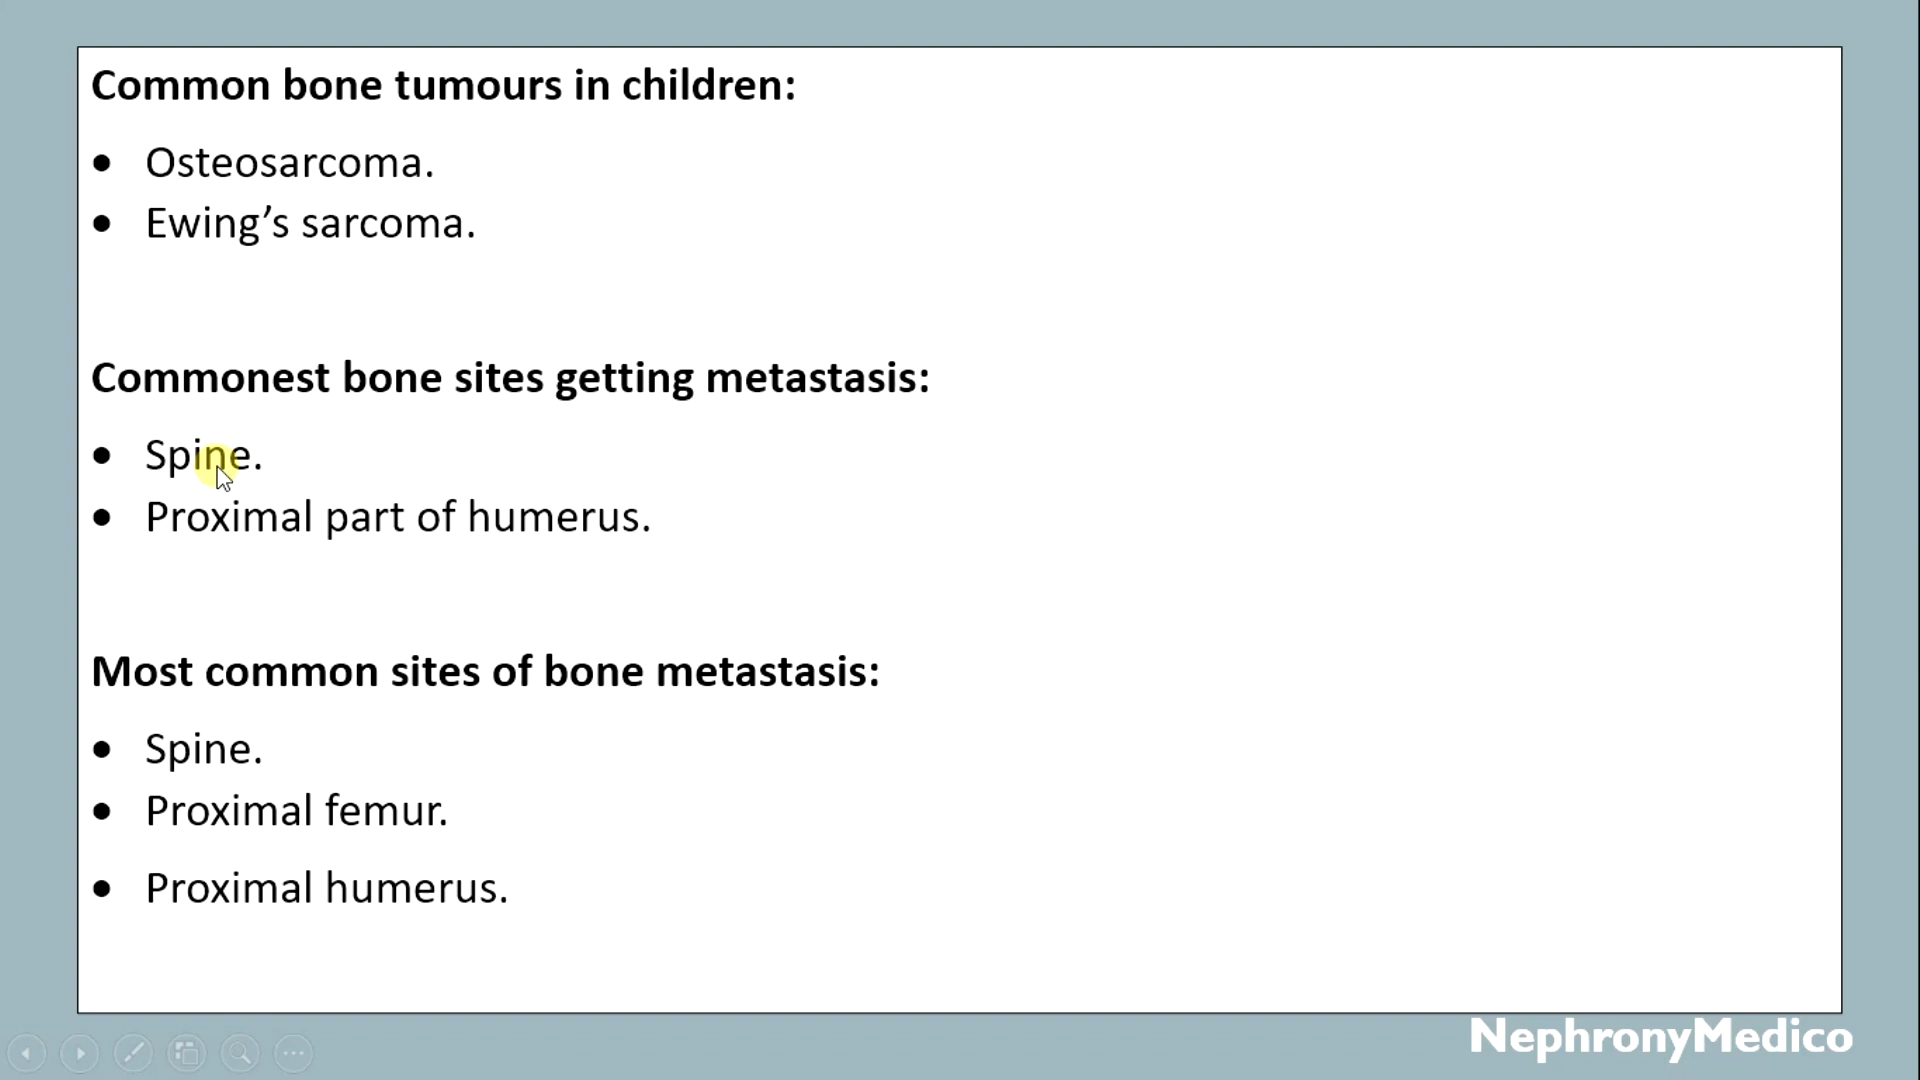 Common bone tumours in children:
• Osteosarcoma.
• Ewing’s sarcoma.
Commonest bone sites getting metastasis:
• Spine.
• Proximal part of humerus.
Most common sites of bone metastasis:
• Spine.
• Proximal femur.
• Proximal humerus.
NephronyMedico